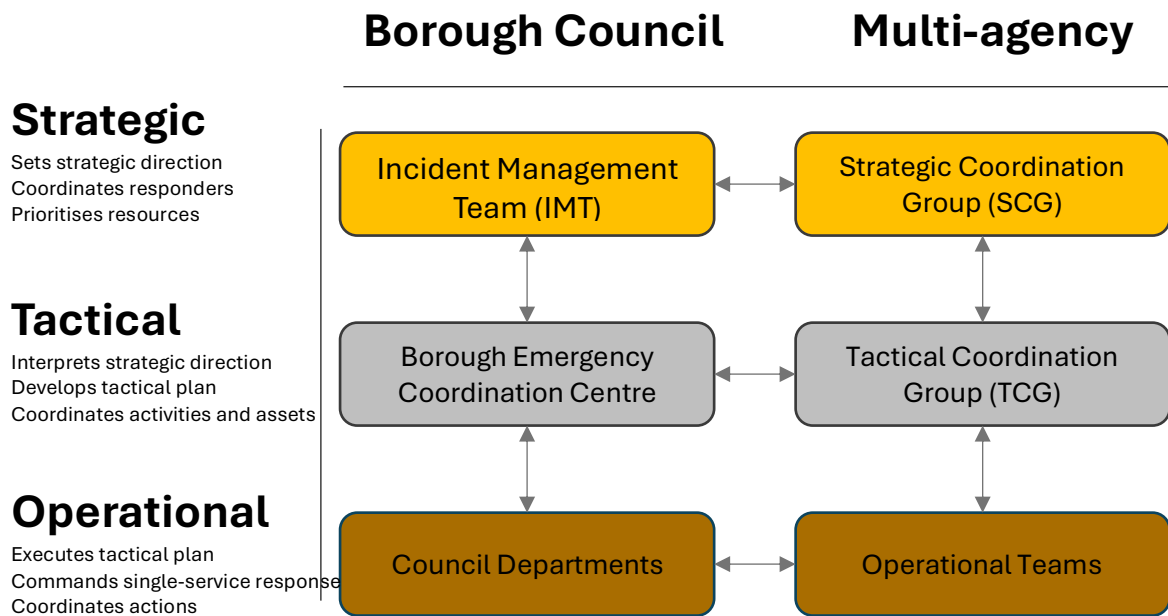 Borough Council
Multi-agency
Strategic
Sets strategic direction
Coordinates responders
Prioritises resources
Incident Management
Team (IMT)
Strategic Coordination
Group (SCG)
Tactical
Interprets strategic direction
Develops tactical plan
Coordinates activities and assets
Borough Emergency
Coordination Centre
Tactical Coordination
Group (TCG)
Operational
Executes tactical plan
Commands single-service response
Coordinates actions
Council Departments
Operational Teams